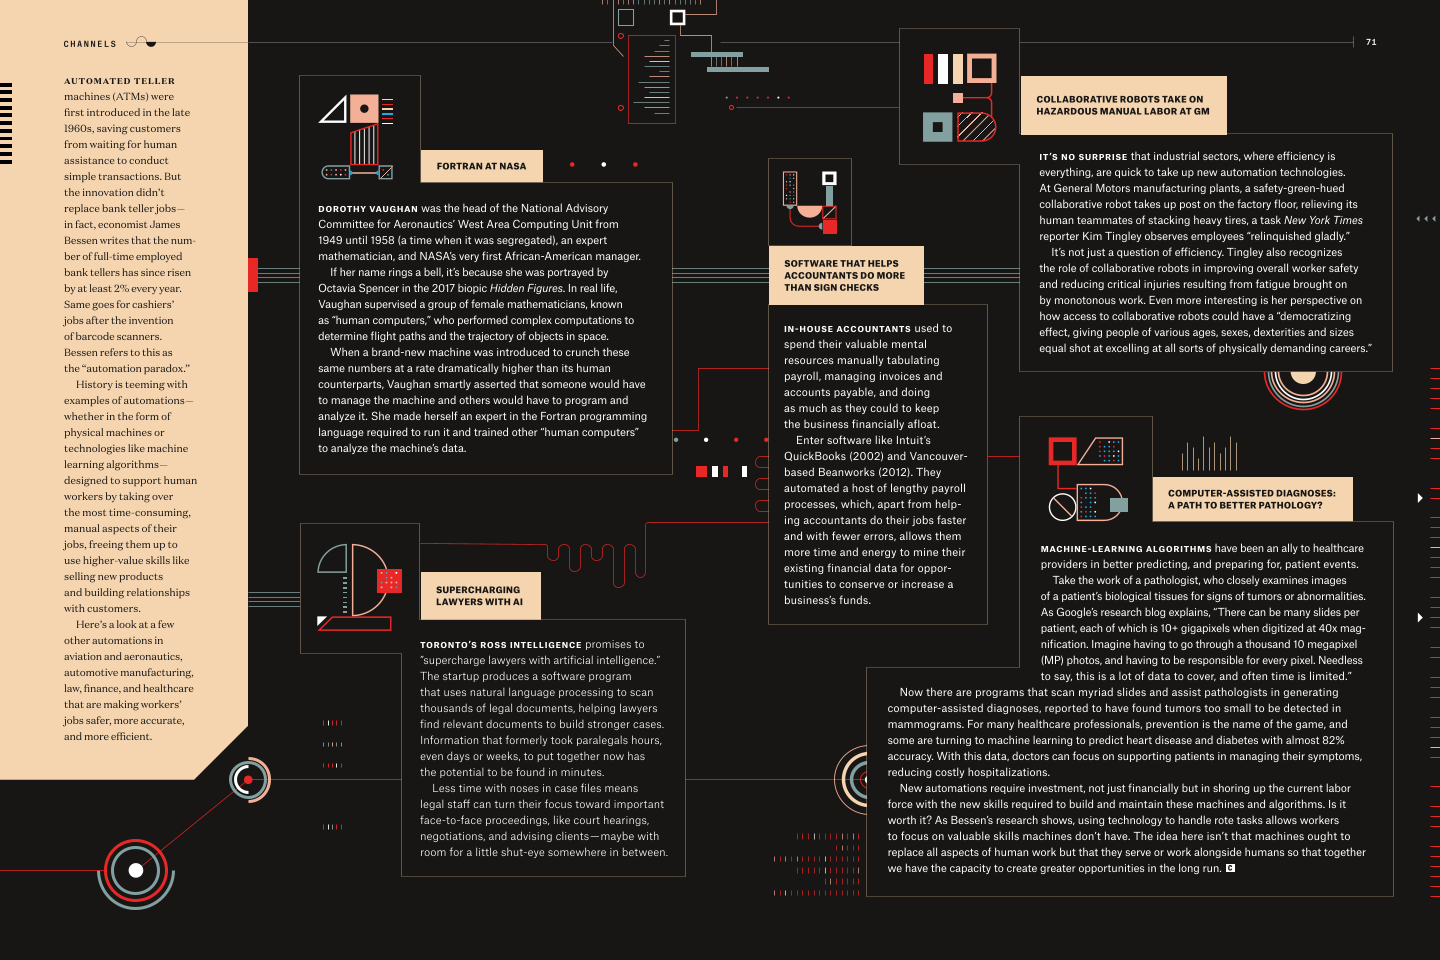 CHANNELS
71
AUTOMATED TELLER
machines (ATMs) were
first introduced in the late
1960s, saving customers
from waiting for human
assistance to conduct
simple transactions. But
the innovation didn’t
replace bank teller jobs—
in fact, economist James
Bessen writes that the num-
ber of full-time employed
bank tellers has since risen
by at least 2% every year.
Same goes for cashiers’
jobs after the invention
of barcode scanners.
Bessen refers to this as
the “automation paradox.”
History is teeming with
examples of automations—
whether in the form of
physical machines or
technologies like machine
learning algorithms—
designed to support human
workers by taking over
the most time-consuming,
manual aspects of their
jobs, freeing them up to
use higher-value skills like
selling new products
and building relationships
with customers.
Here’s a look at a few
other automations in
aviation and aeronautics,
automotive manufacturing,
law, finance, and healthcare
that are making workers’
jobs safer, more accurate,
and more efficient.
FORTRAN AT NASA
DOROTHY VAUGHAN was the head of the National Advisory
Committee for Aeronautics’ West Area Computing Unit from
1949 until 1958 (a time when it was segregated), an expert
mathematician, and NASA’s very first African-American manager.
If her name rings a bell, it’s because she was portrayed by
Octavia Spencer in the 2017 biopic Hidden Figures. In real life,
Vaughan supervised a group of female mathematicians, known
as “human computers,” who performed complex computations to
determine flight paths and the trajectory of objects in space.
When a brand-new machine was introduced to crunch these
same numbers at a rate dramatically higher than its human
counterparts, Vaughan smartly asserted that someone would have
to manage the machine and others would have to program and
analyze it. She made herself an expert in the Fortran programming
language required to run it and trained other “human computers”
to analyze the machine’s data.
SUPERCHARGING
LAWYERS WITH AI
TORONTO’S ROSS INTELLIGENCE promises to
“supercharge lawyers with artificial intelligence.”
The startup produces a software program
that uses natural language processing to scan
thousands of legal documents, helping lawyers
find relevant documents to build stronger cases.
Information that formerly took paralegals hours,
even days or weeks, to put together now has
the potential to be found in minutes.
Less time with noses in case files means
legal staff can turn their focus toward important
face-to-face proceedings, like court hearings,
negotiations, and advising clients—maybe with
room for a little shut-eye somewhere in between.
SOFTWARE THAT HELPS
ACCOUNTANTS DO MORE
THAN SIGN CHECKS
IN-HOUSE ACCOUNTANTS used to
spend their valuable mental
resources manually tabulating
payroll, managing invoices and
accounts payable, and doing
as much as they could to keep
the business financially afloat.
Enter software like Intuit’s
QuickBooks (2002) and Vancouver-
based Beanworks (2012). They
automated a host of lengthy payroll
processes, which, apart from help-
ing accountants do their jobs faster
and with fewer errors, allows them
more time and energy to mine their
existing financial data for oppor-
tunities to conserve or increase a
business’s funds.
COLLABORATIVE ROBOTS TAKE ON
HAZARDOUS MANUAL LABOR AT GM
IT’S NO SURPRISE that industrial sectors, where efficiency is
everything, are quick to take up new automation technologies.
At General Motors manufacturing plants, a safety-green-hued
collaborative robot takes up post on the factory floor, relieving its
human teammates of stacking heavy tires, a task New York Times
reporter Kim Tingley observes employees “relinquished gladly.”
It’s not just a question of efficiency. Tingley also recognizes
the role of collaborative robots in improving overall worker safety
and reducing critical injuries resulting from fatigue brought on
by monotonous work. Even more interesting is her perspective on
how access to collaborative robots could have a “democratizing
effect, giving people of various ages, sexes, dexterities and sizes
equal shot at excelling at all sorts of physically demanding careers.”
COMPUTER-ASSISTED DIAGNOSES:
A PATH TO BETTER PATHOLOGY?
MACHINE-LEARNING ALGORITHMS have been an ally to healthcare
providers in better predicting, and preparing for, patient events.
Take the work of a pathologist, who closely examines images
of a patient’s biological tissues for signs of tumors or abnormalities.
As Google’s research blog explains, “There can be many slides per
patient, each of which is 10+ gigapixels when digitized at 40x mag-
nification. Imagine having to go through a thousand 10 megapixel
(MP) photos, and having to be responsible for every pixel. Needless
to say, this is a lot of data to cover, and often time is limited.”
Now there are programs that scan myriad slides and assist pathologists in generating
computer-assisted diagnoses, reported to have found tumors too small to be detected in
mammograms. For many healthcare professionals, prevention is the name of the game, and
some are turning to machine learning to predict heart disease and diabetes with almost 82%
accuracy. With this data, doctors can focus on supporting patients in managing their symptoms,
reducing costly hospitalizations.
New automations require investment, not just financially but in shoring up the current labor
force with the new skills required to build and maintain these machines and algorithms. Is it
worth it? As Bessen’s research shows, using technology to handle rote tasks allows workers
to focus on valuable skills machines don’t have. The idea here isn’t that machines ought to
replace all aspects of human work but that they serve or work alongside humans so that together
we have the capacity to create greater opportunities in the long run. C